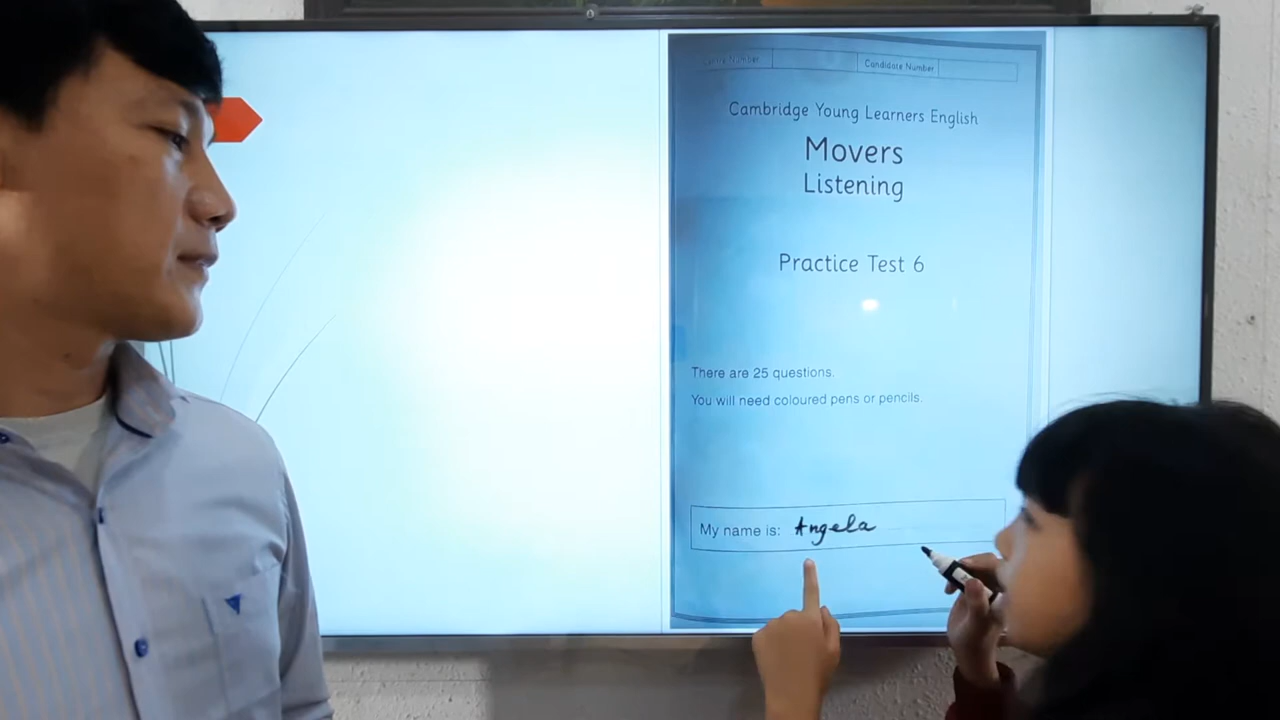 Centre Number
Candidate Number
Cambridge Young Learners English
Movers
Listening
Practice Test 6
There are 25 questions.
You will need coloured pens or pencils.
My name is: Angela